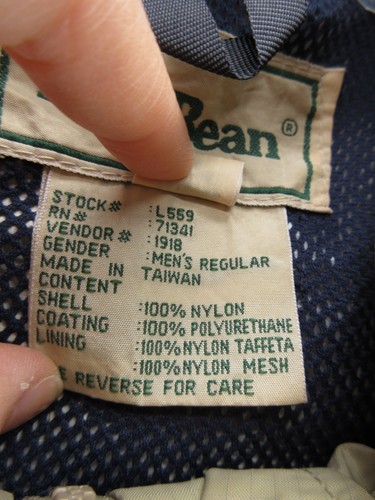 Bean ®
STOCK# : L559
RN# : 71341
VENDOR# : 1918
GENDER : MEN'S REGULAR
MADE IN TAIWAN
CONTENT
SHELL :100% NYLON
COATING :100% POLYURETHANE
LINING :100% NYLON TAFFETA
:100% NYLON MESH
REVERSE FOR CARE